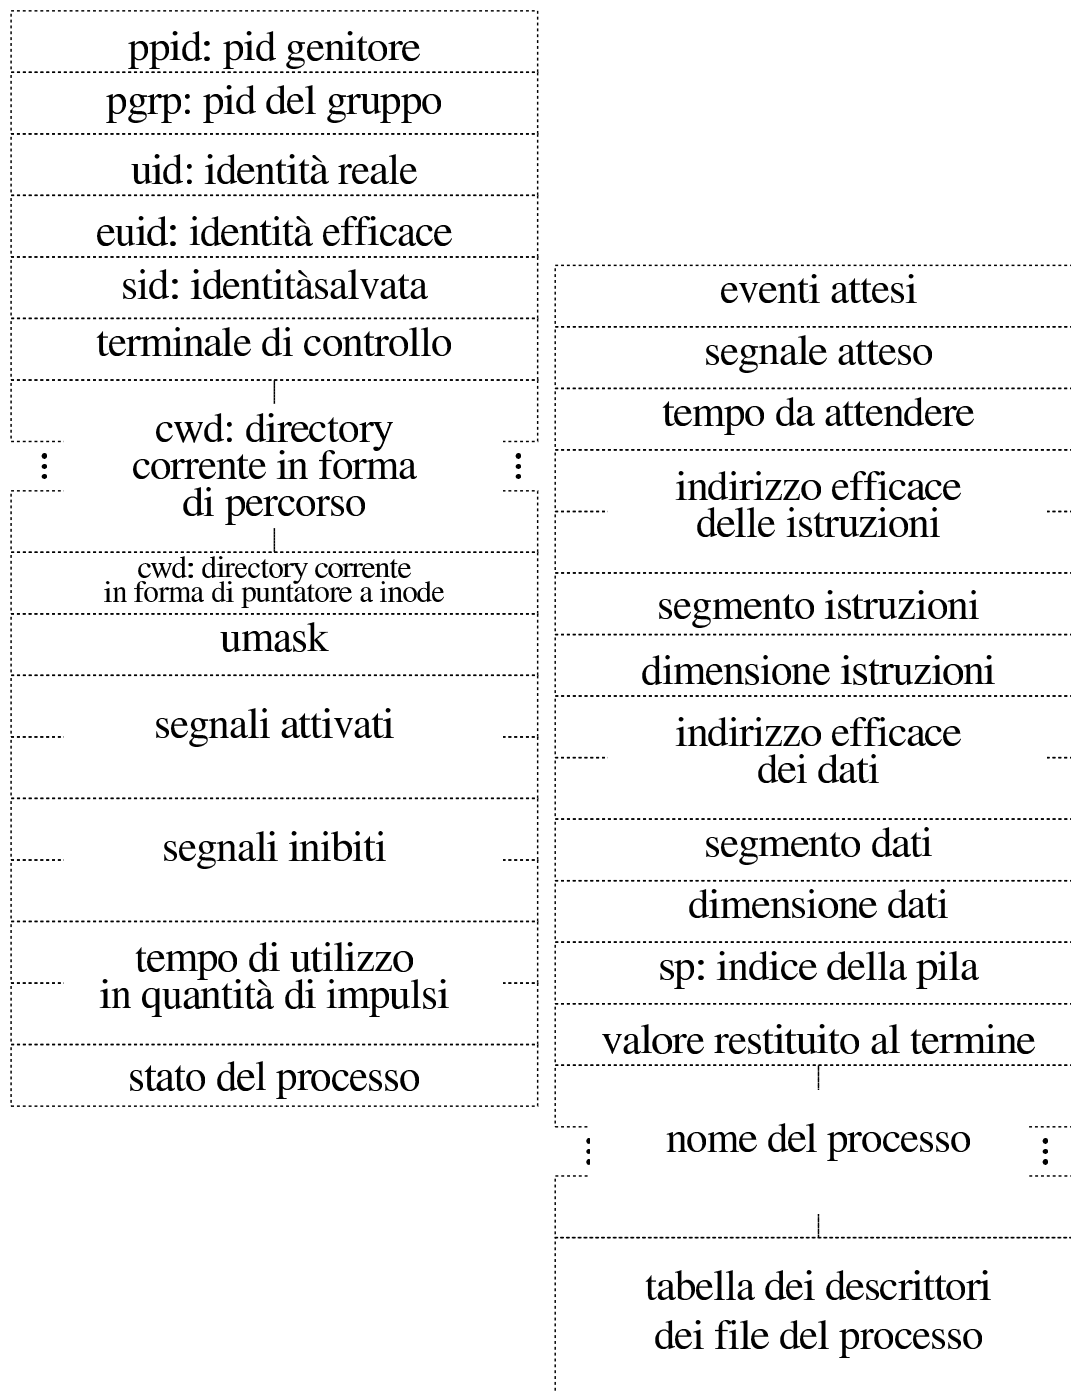 ppid: pid genitore
pgrp: pid del gruppo
uid: identità reale
euid: identità efficace
sid: identitàsalvata
terminale di controllo
cwd: directory
corrente in forma
di percorso
cwd: directory corrente
in forma di puntatore a inode
umask
segnali attivati
segnali inibiti
tempo di utilizzo
in quantità di impulsi
stato del processo
eventi attesi
segnale atteso
tempo da attendere
indirizzo efficace
delle istruzioni
segmento istruzioni
dimensione istruzioni
indirizzo efficace
dei dati
segmento dati
dimensione dati
sp: indice della pila
valore restituito al termine
nome del processo
tabella dei descrittori
dei file del processo